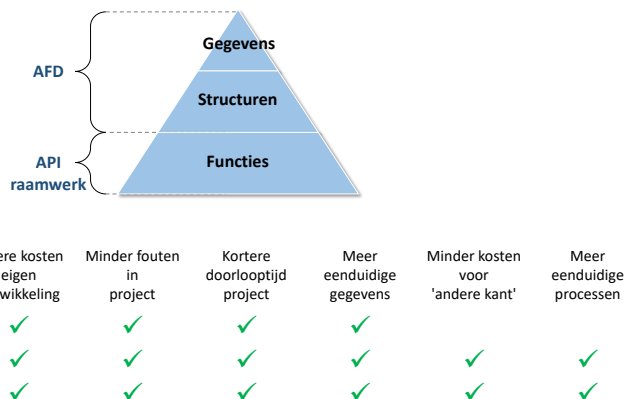 Gegevens
AFD
Structuren
API
raamwerk
Functies
kosten Minder fouten Kortere Meer Minder kosten Meer
eigen in doorlooptijd eenduidige voor eenduidige
project project gegevens 'andere kant' processen